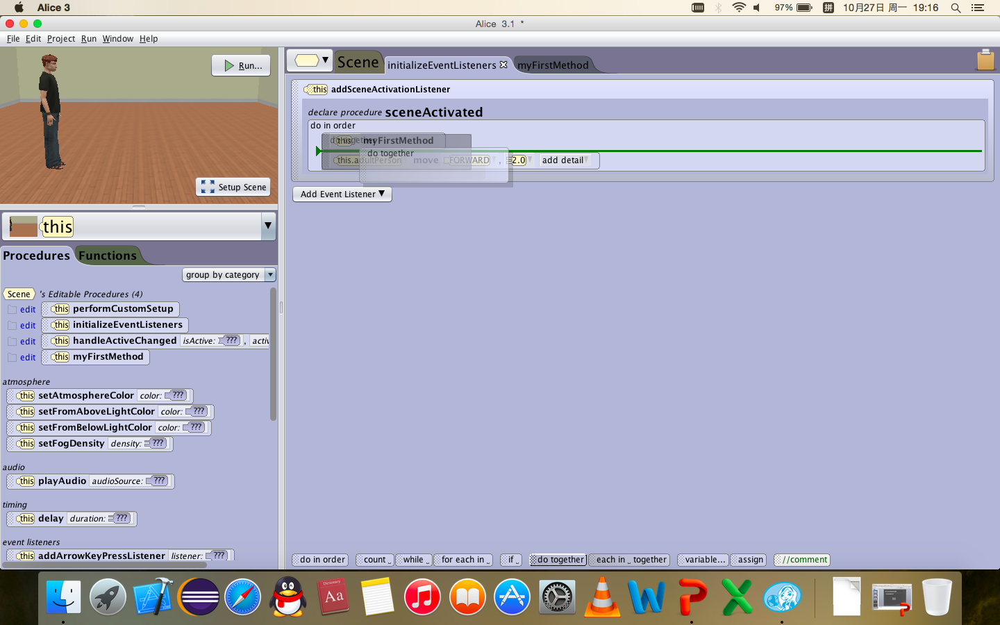 Alice 3
97%
拼
10月27日 周一 19:16
Alice 3.1 *
File Edit Project Run Window Help
Run...
Setup Scene
this
Procedures Functions
group by category
Scene 's Editable Procedures (4)
edit this performCustomSetup
edit this initializeEventListeners
edit this handleActiveChanged isActive: ??? , activ
edit this myFirstMethod
atmosphere
this setAtmosphereColor color: ???
this setFromAboveLightColor color: ???
this setFromBelowLightColor color: ???
this setFogDensity density: ???
audio
this playAudio audioSource: ???
timing
this delay duration: ???
event listeners
this addArrowKeyPressListener listener: ???
Scene initializeEventListeners myFirstMethod
this addSceneActivationListener
declare procedure sceneActivated
do in order
do together
this myFirstMethod
do together
this.adultPerson move FORWARD , 2.0 add detail
Add Event Listener
do in order count while for each in if do together each in together variable... assign //comment
Dictionary
Aa